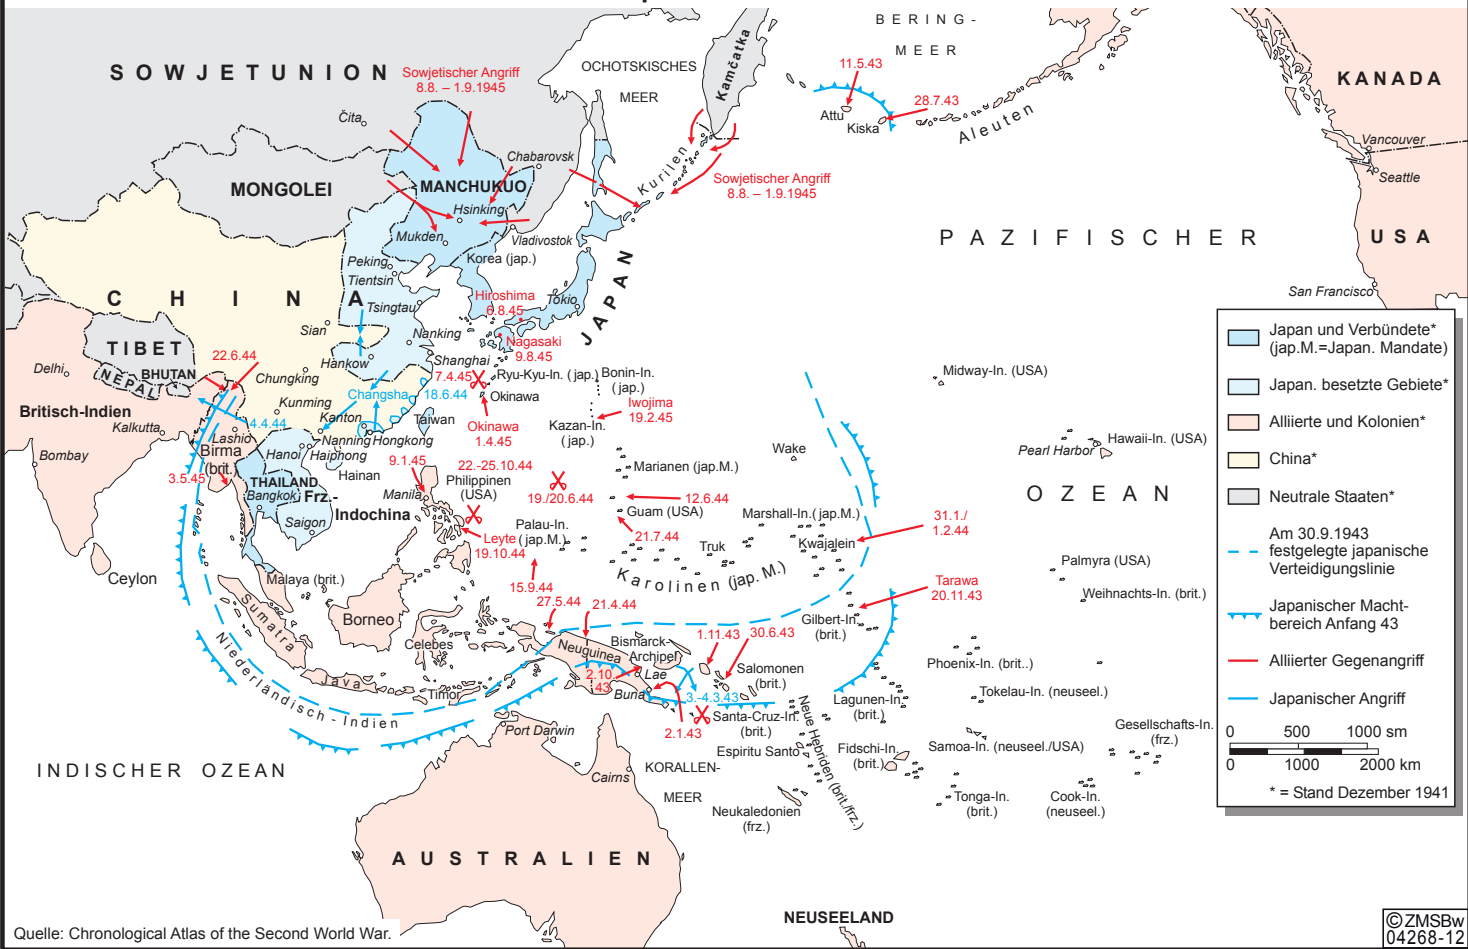 BERING-
MEER
OCHOTSKISCHES
MEER
Kamčatka
SOWJETUNION
Sowjetischer Angriff
8.8. – 1.9.1945
11.5.43
28.7.43
Attu
Kiska
Aleuten
KANADA
Vancouver
Seattle
USA
San Francisco
Čita
Chabarovsk
Kurilen
Sowjetischer Angriff
8.8. – 1.9.1945
MONGOLEI
MANCHUKUO
Hsinking
Mukden
Vladivostok
Korea (jap.)
Peking
Tientsin
PAZIFISCHER
OZEAN
CHINA
Tsingtau
Hiroshima
6.8.45
Tokio
JAPAN
Sian
Nanking
Nagasaki
9.8.45
TIBET
NEPAL
BHUTAN
22.6.44
Delhi
Hankow
Shanghai
7.4.45
Ryu-Kyu-In. (jap.)
Bonin-In.
(jap.)
Okinawa
Chungking
Changsha
18.6.44
Iwojima
19.2.45
Britisch-Indien
Kunming
Kanton
Taiwan
Okinawa
1.4.45
Kazan-In.
(jap.)
Kalkutta
4.4.44
Lashio
Nanning
Hongkong
Bombay
Birma
(brit.)
Hanoi
Haiphong
Hainan
3.5.45
9.1.45
22.-25.10.44
Philippinen
(USA)
Manila
THAILAND
Bangkok
Frz.-
Indochina
Saigon
19./20.6.44
Marianen (jap.M.)
12.6.44
Guam (USA)
21.7.44
Palau-In.
(jap.M.)
Leyte
19.10.44
Truk
Karolinen (jap. M.)
Marshall-In.(jap.M.)
Kwajalein
31.1./
1.2.44
Wake
Midway-In. (USA)
Pearl Harbor
Hawaii-In. (USA)
Palmyra (USA)
Weihnachts-In. (brit.)
Tarawa
20.11.43
Gilbert-In.
(brit.)
Phoenix-In. (brit..)
Tokelau-In. (neuseel.)
Lagunen-In.
(brit.)
Gesellschafts-In.
(frz.)
Samoa-In. (neuseel./USA)
Fidschi-In.
(brit.)
Tonga-In.
(brit.)
Cook-In.
(neuseel.)
Ceylon
Malaya (brit.)
Sumatra
Borneo
Celebes
Java
Timor
Niederländisch-Indien
15.9.44
27.5.44
21.4.44
Neuguinea
Bismarck-
Archipel
1.11.43
30.6.43
2.10.
43
Lae
Buna
Salomonen
(brit.)
3.-4.3.43
2.1.43
Santa-Cruz-In.
(brit.)
Espiritu Santo
Neue Hebriden (brit./frz.)
Neukaledonien
(frz.)
KORALLEN-
MEER
Port Darwin
Cairns
INDISCHER OZEAN
AUSTRALIEN
NEUSEELAND
Japan und Verbündete*
(jap.M.=Japan. Mandate)
Japan. besetzte Gebiete*
Alliierte und Kolonien*
China*
Neutrale Staaten*
Am 30.9.1943
festgelegte japanische
Verteidigungslinie
Japanischer Macht-
bereich Anfang 43
Alliierter Gegenangriff
Japanischer Angriff
0 500 1000 sm
0 1000 2000 km
* = Stand Dezember 1941
Quelle: Chronological Atlas of the Second World War.
©ZMSBw
04268-12